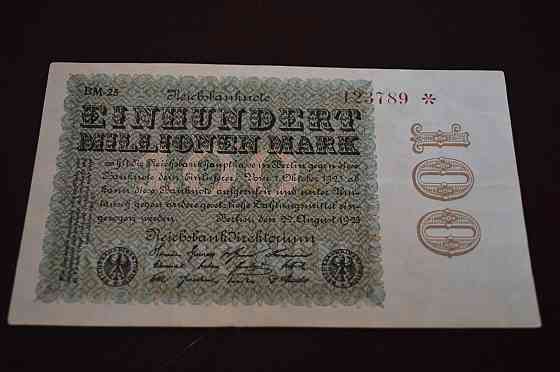 BM-25
Reichsbanknote
123789 *
EINHUNDERT
MILLIONEN MARK
zahlt die Reichsbankhauptkasse in Berlin gegen diese
Banknote dem Einlieferer. Vom 1. Oktober 1923 ab
kann diese Banknote aufgerufen und unter Um-
tausch gegen andere gesetzliche Zahlungsmittel ein-
gezogen werden
Berlin, den 22. August 1923
Reichsbankdirektorium
100